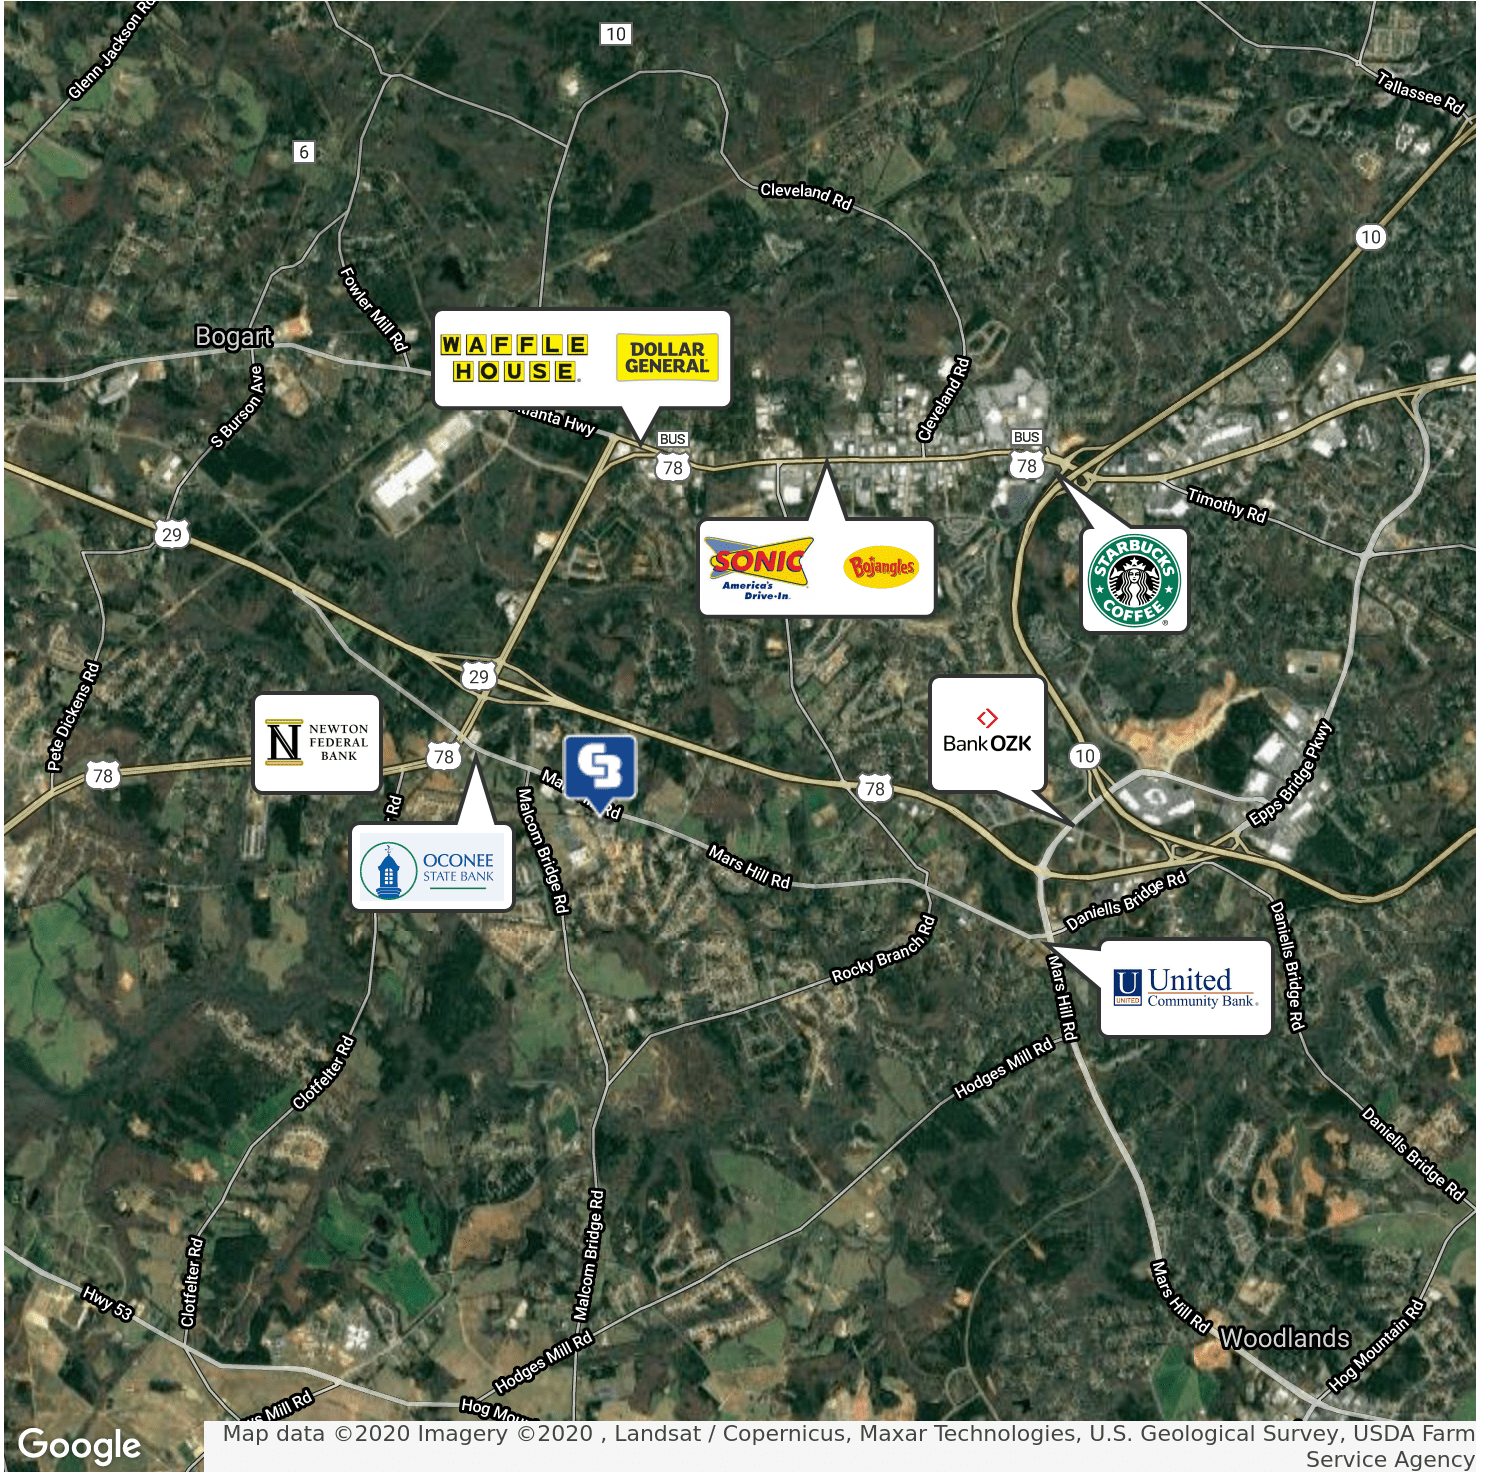 Glenn Jackson Rd
10
Tallassee Rd
6
Cleveland Rd
10
Fowler Mill Rd
Bogart
WAFFLE
HOUSE
DOLLAR
GENERAL
S Burson Ave
Cleveland Rd
Atlanta Hwy
BUS
78
BUS
78
Timothy Rd
29
SONIC
America's
Drive-In
Bojangles
STARBUCKS
COFFEE
Pete Dickens Rd
29
NEWTON
FEDERAL
BANK
78
78
BankOZK
10
78
Epps Bridge Pkwy
Rd
Malcom Bridge Rd
OCONEE
STATE BANK
Mars Hill Rd
Daniells Bridge Rd
Rocky Branch Rd
Daniells Bridge Rd
U
UNITED
United
Community Bank
Mars Hill Rd
Hodges Mill Rd
Clotfelter Rd
Daniells Bridge Rd
Malcom Bridge Rd
Clotfelter Rd
Hwy 53
Mars Hill Rd
Woodlands
Hog Mountain Rd
Hodges Mill Rd
Mill Rd
Hog
Google
Map data ©2020 Imagery ©2020 , Landsat / Copernicus, Maxar Technologies, U.S. Geological Survey, USDA Farm
Service Agency